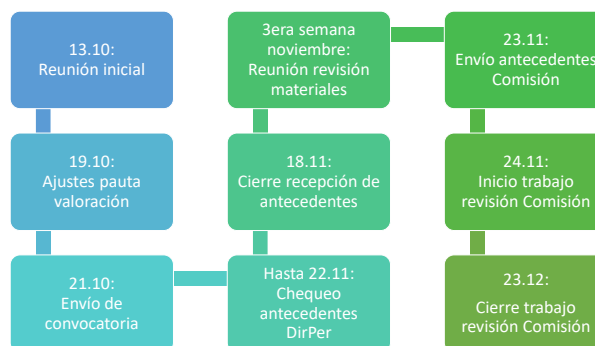 13.10:
Reunión inicial
19.10:
Ajustes pauta
valoración
21.10:
Envío de
convocatoria
Hasta 22.11:
Chequeo
antecedentes
DirPer
18.11:
Cierre recepción de
antecedentes
3era semana
noviembre:
Reunión revisión
materiales
23.11:
Envío antecedentes
Comisión
24.11:
Inicio trabajo
revisión Comisión
23.12:
Cierre trabajo
revisión Comisión